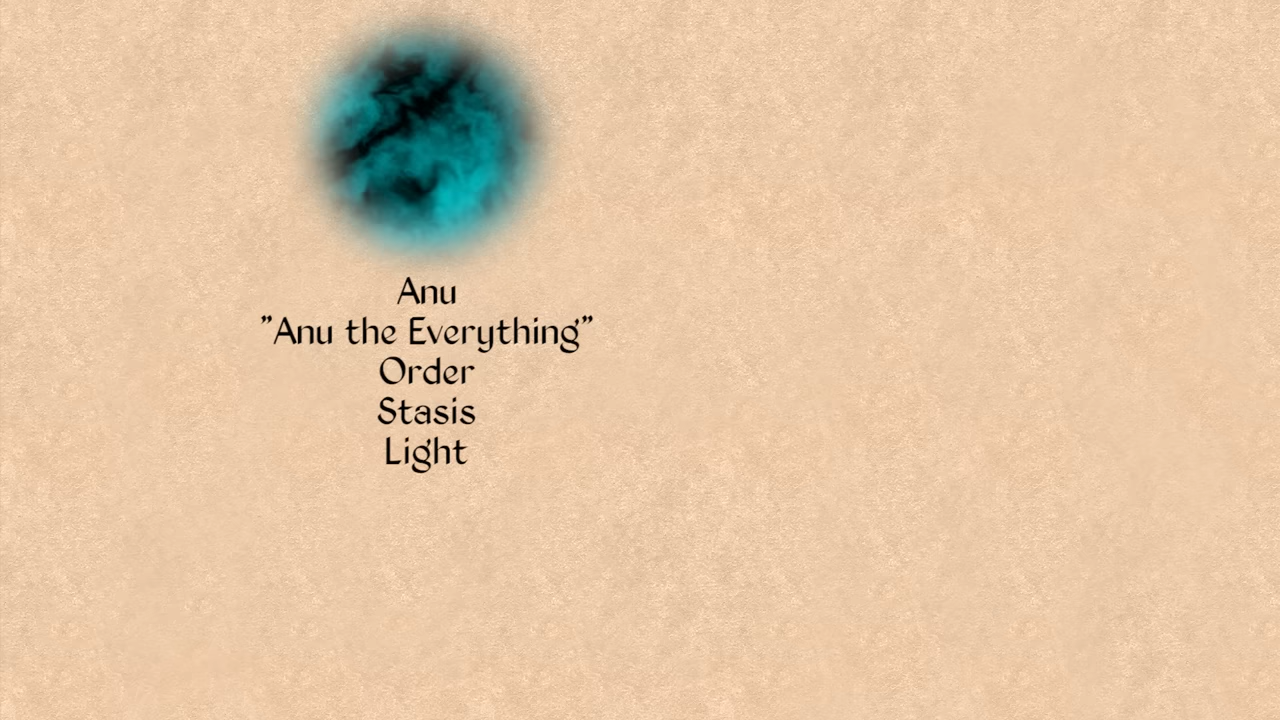 Anu
"Anu the Everything"
Order
Stasis
Light